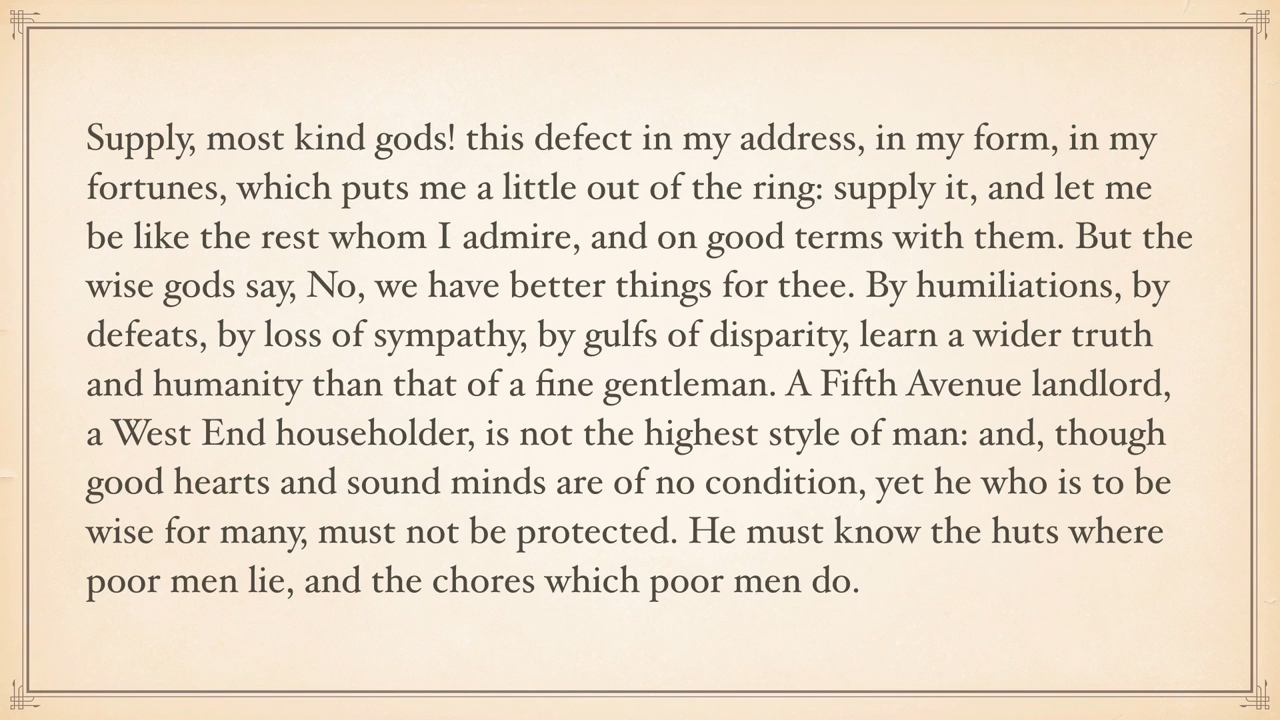 Supply, most kind gods! this defect in my address, in my form, in my
fortunes, which puts me a little out of the ring: supply it, and let me
be like the rest whom I admire, and on good terms with them. But the
wise gods say, No, we have better things for thee. By humiliations, by
defeats, by loss of sympathy, by gulfs of disparity, learn a wider truth
and humanity than that of a fine gentleman. A Fifth Avenue landlord,
a West End householder, is not the highest style of man: and, though
good hearts and sound minds are of no condition, yet he who is to be
wise for many, must not be protected. He must know the huts where
poor men lie, and the chores which poor men do.